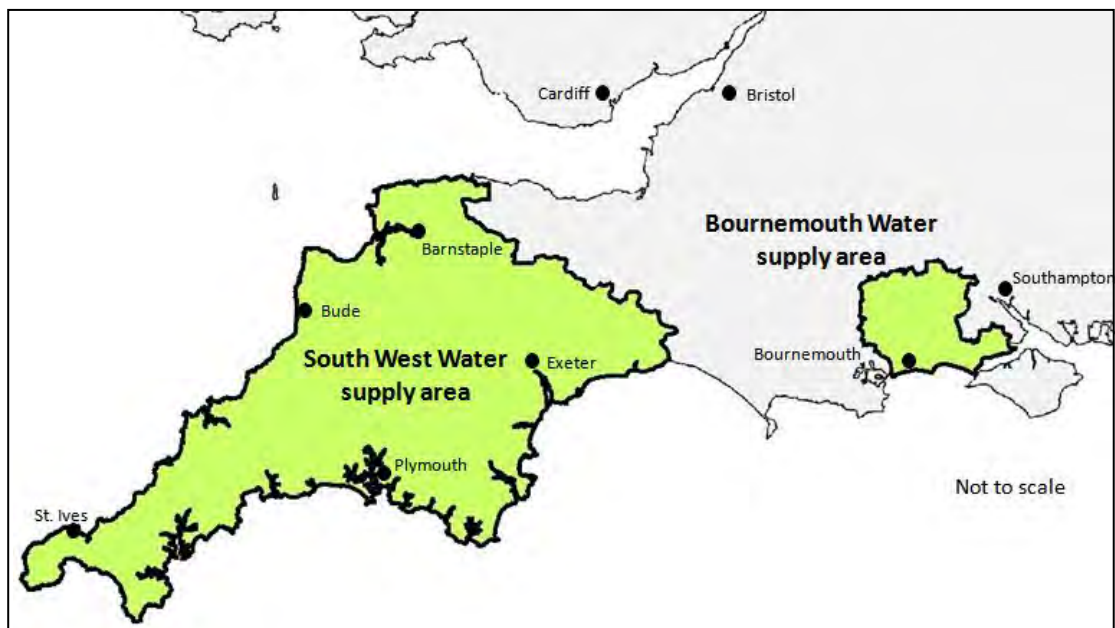 Cardiff
Bristol
Barnstaple
Bournemouth Water
supply area
Southampton
Bude
South West Water
supply area
Exeter
Bournemouth
Plymouth
Not to scale
St. Ives